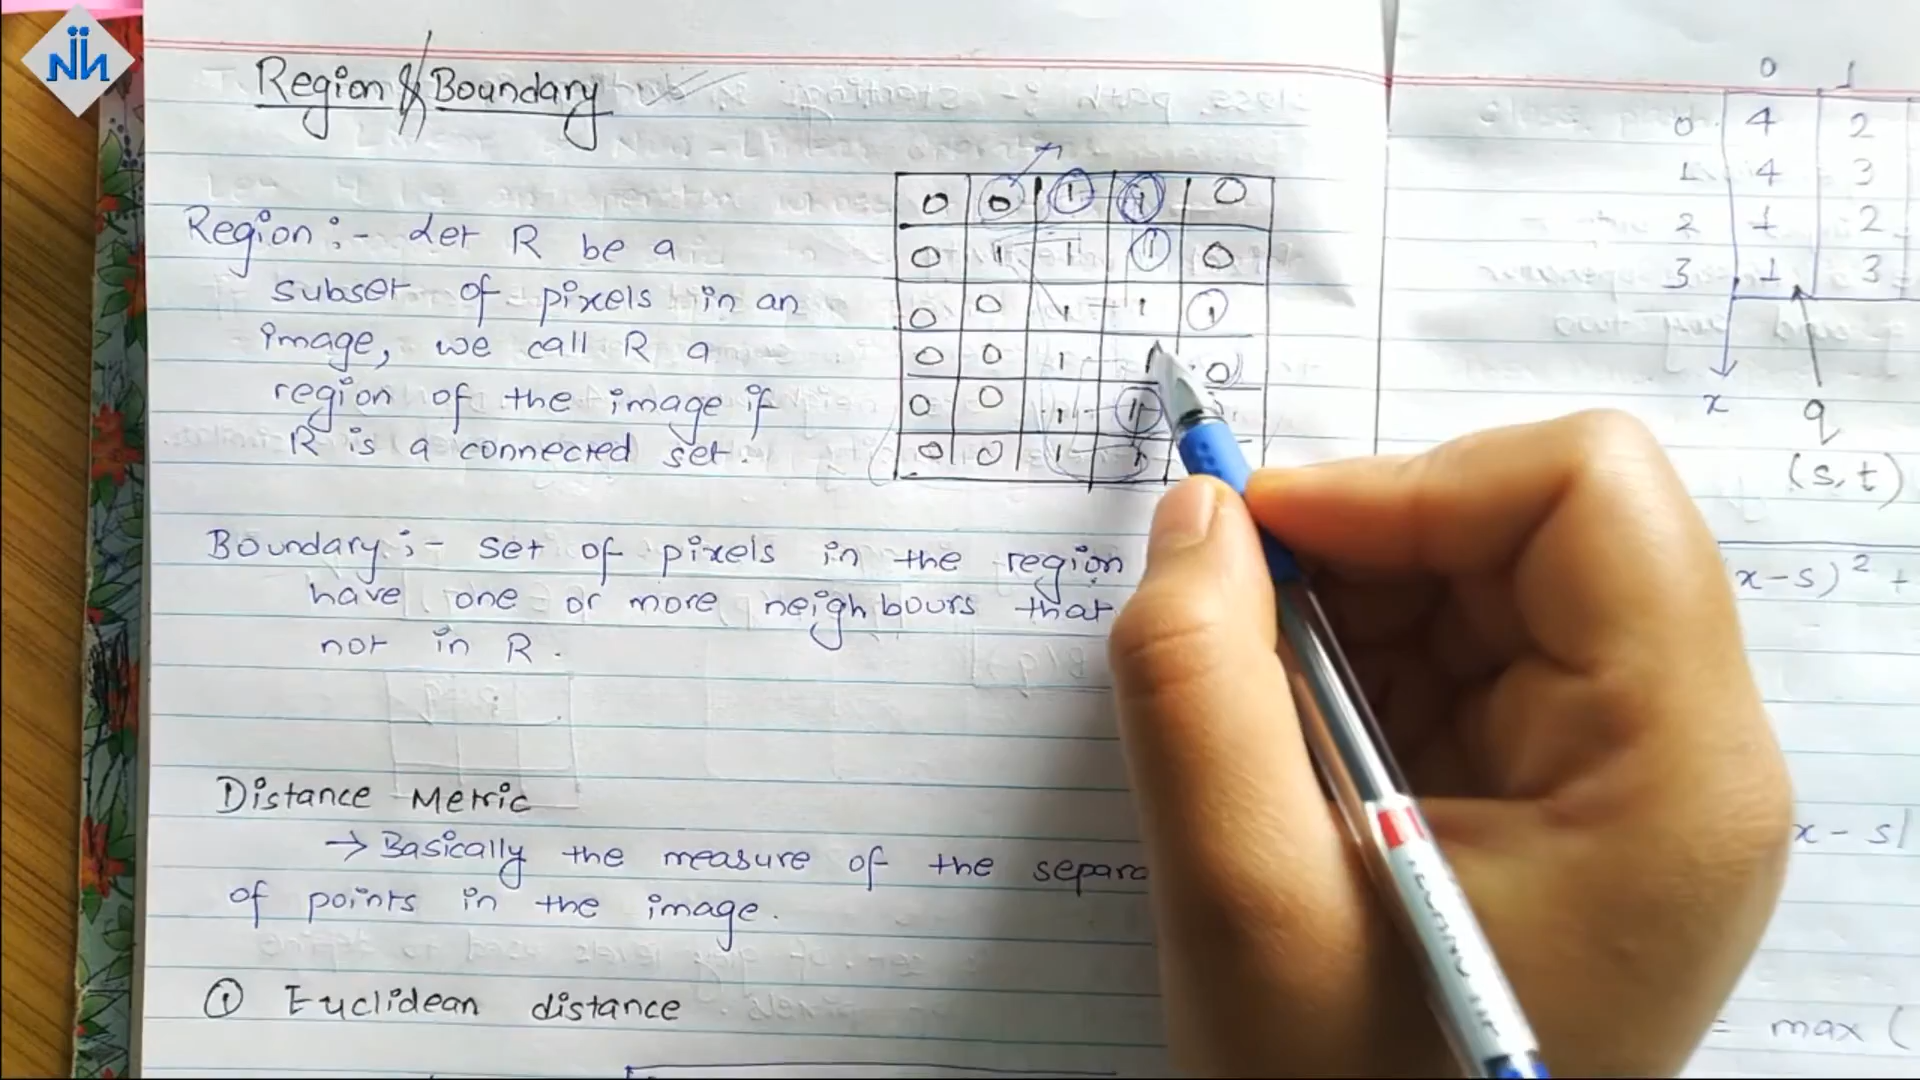 Region & Boundary
Region :- Let R be a
subset of pixels in an
image, we call R a
region of the image if
R is a connected set.
0 0 1 1 0
0 1 1 1 0
0 0 1 1 1
0 0 1 1 0
0 0 1 1
0 0 1 1
Boundary :- Set of pixels in the region
have one or more neighbours that
not in R.
Distance Metric
→ Basically the measure of the
of points in the image.
① Euclidean distance
0 1
0 4 2
1 4 3
2 1 2
3 1 3
x q
(s, t)
x-s)² +
x-s|
= max (